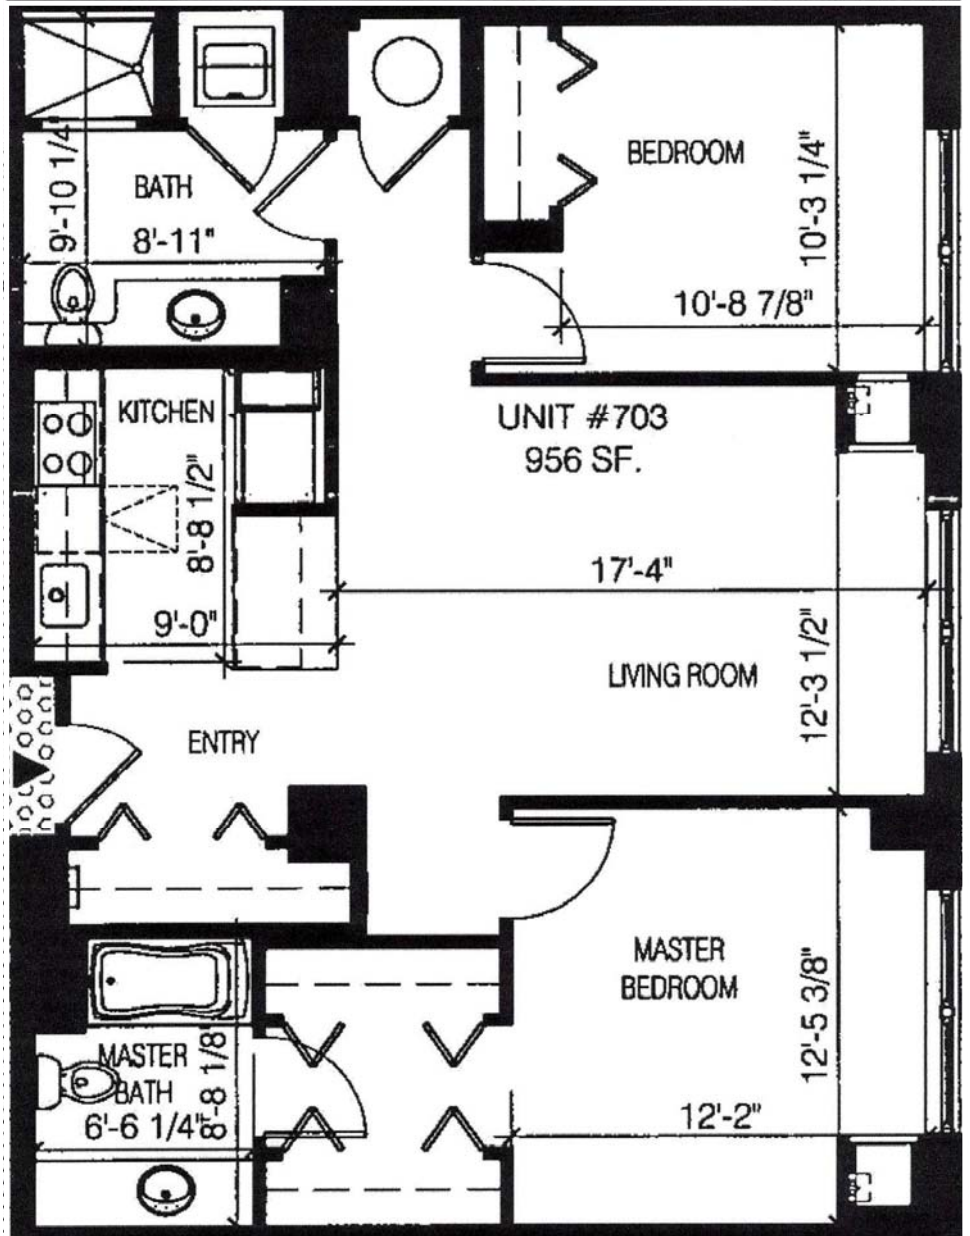 BEDROOM
10'-3 1/4"
10'-8 7/8"
BATH
9'-10 1/4"
8'-11"
KITCHEN
8'-8 1/2"
9'-0"
UNIT #703
956 SF.
17'-4"
LIVING ROOM
12'-3 1/2"
ENTRY
MASTER
BEDROOM
12'-5 3/8"
12'-2"
MASTER
BATH
6'-6 1/4"
8'-8 1/8"